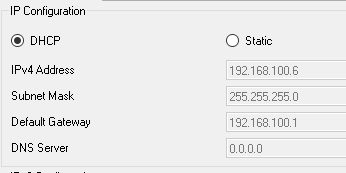 IP Configuration
DHCP Static
IPv4 Address 192.168.100.6
Subnet Mask 255.255.255.0
Default Gateway 192.168.100.1
DNS Server 0.0.0.0